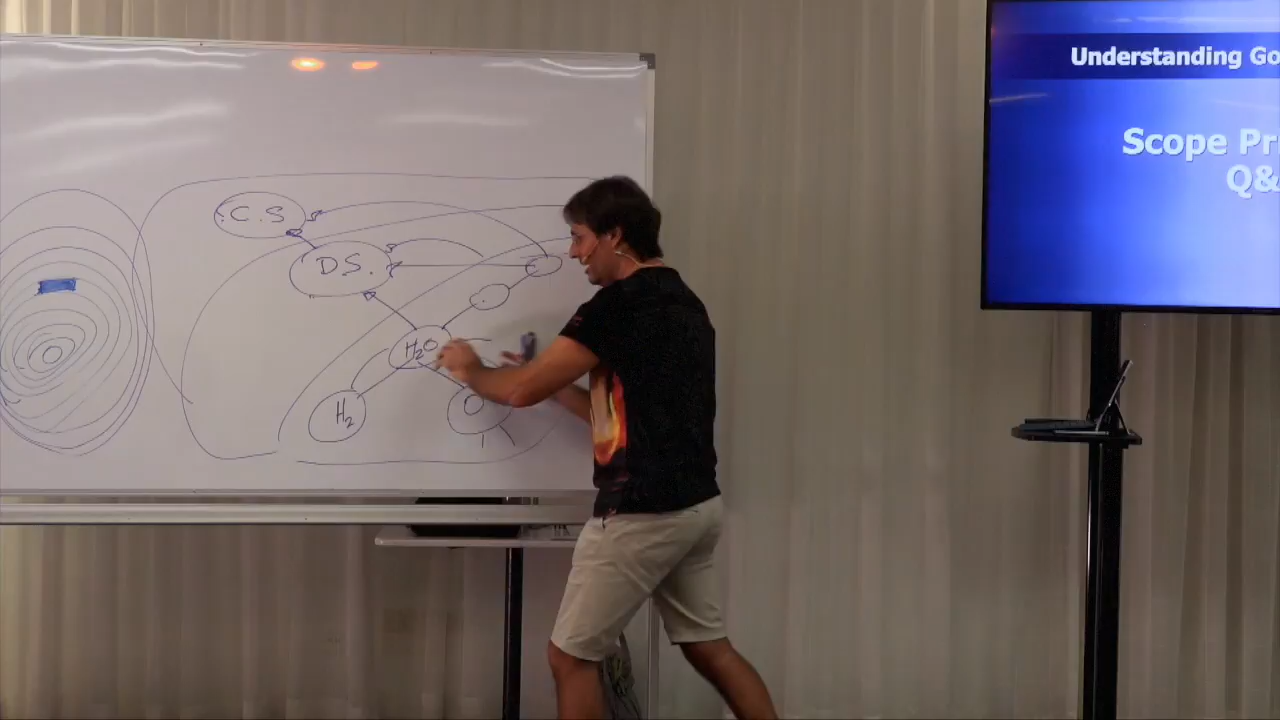 C.S
D.S.
H₂O
H₂
O
Understanding Go
Scope Pr
Q&